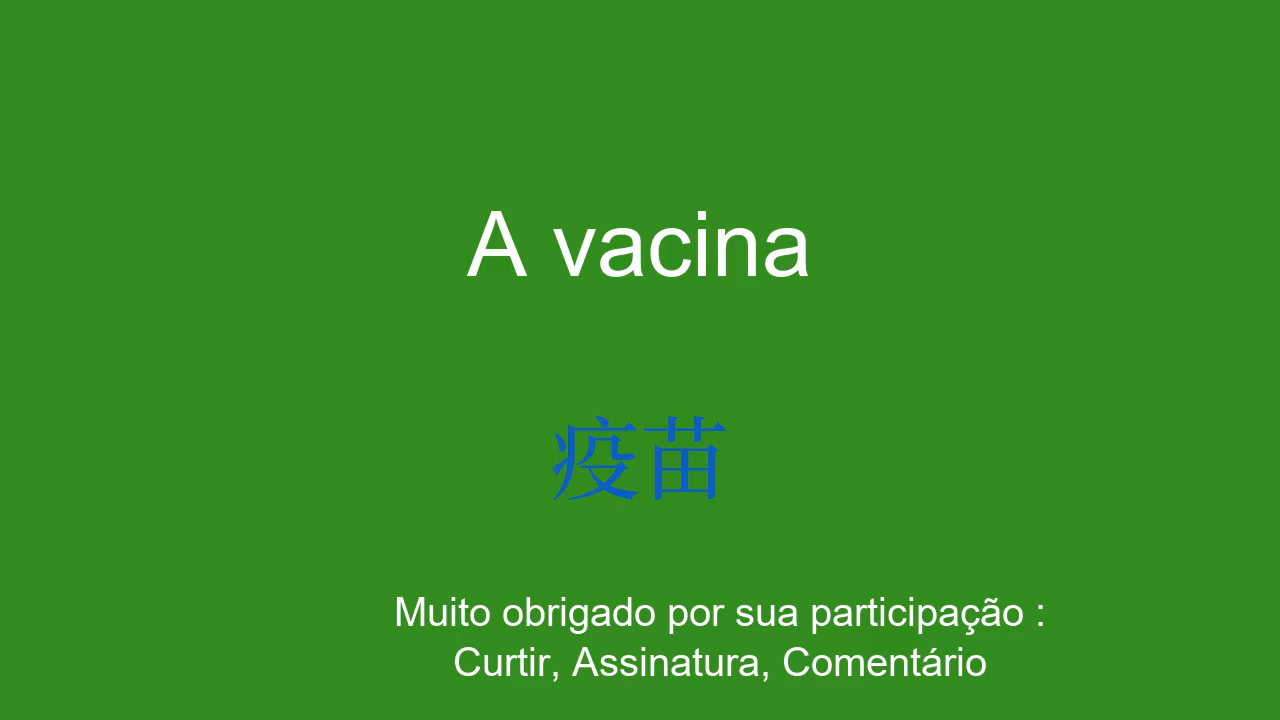 A vacina
疫苗
Muito obrigado por sua participação :
Curtir, Assinatura, Comentário